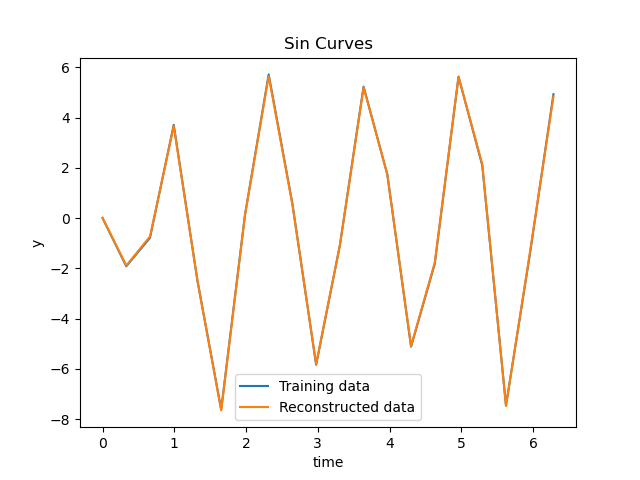 Sin Curves
6
4
2
0
−2
−4
−6
−8
y
Training data
Reconstructed data
0 1 2 3 4 5 6
time